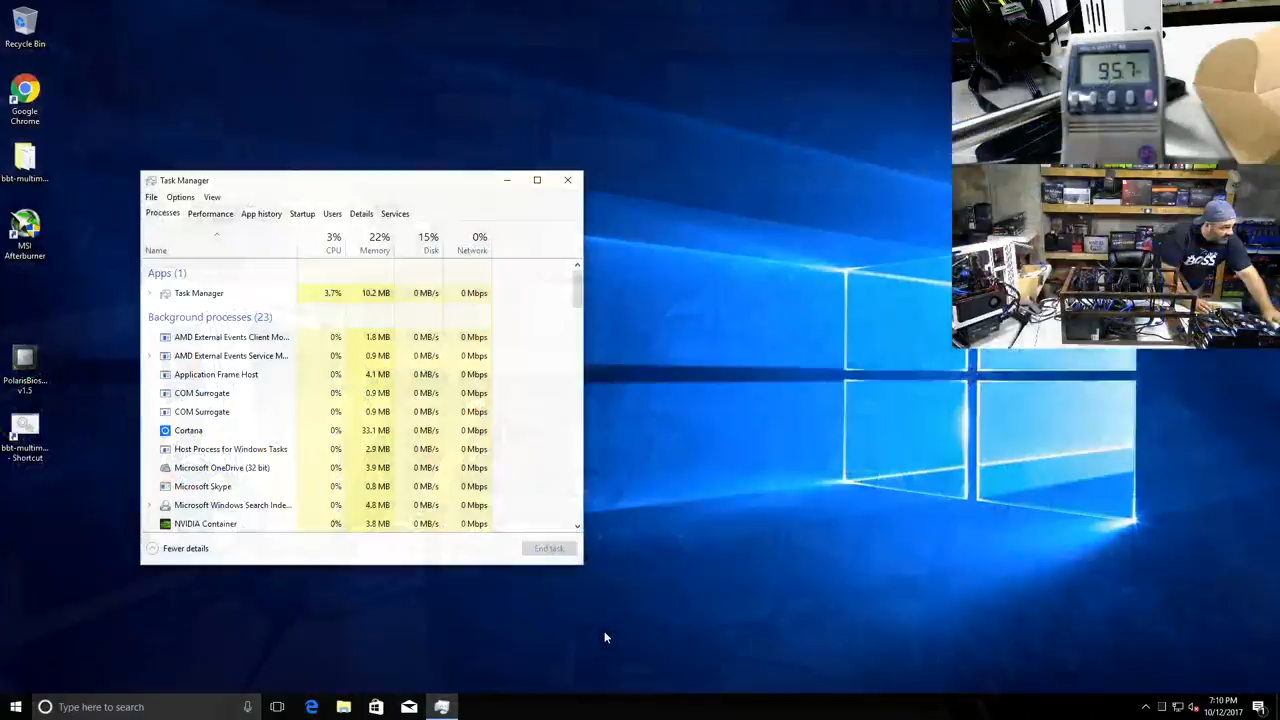 Recycle Bin
Google
Chrome
bbt-multim...
MSI
Afterburner
PolarisBios...
v1.5
bbt-multim...
- Shortcut
Task Manager
File Options View
Processes Performance App history Startup Users Details Services
3% 22% 15% 0%
Name CPU Memory Disk Network
Apps (1)
Task Manager 3.7% 10.2 MB 0 MB/s 0 Mbps
Background processes (23)
AMD External Events Client Mo... 0% 1.8 MB 0 MB/s 0 Mbps
AMD External Events Service M... 0% 0.9 MB 0 MB/s 0 Mbps
Application Frame Host 0% 4.1 MB 0 MB/s 0 Mbps
COM Surrogate 0% 0.9 MB 0 MB/s 0 Mbps
COM Surrogate 0% 0.9 MB 0 MB/s 0 Mbps
Cortana 0% 33.1 MB 0 MB/s 0 Mbps
Host Process for Windows Tasks 0% 2.9 MB 0 MB/s 0 Mbps
Microsoft OneDrive (32 bit) 0% 3.9 MB 0 MB/s 0 Mbps
Microsoft Skype 0% 0.8 MB 0 MB/s 0 Mbps
Microsoft Windows Search Inde... 0% 4.8 MB 0 MB/s 0 Mbps
NVIDIA Container 0% 3.8 MB 0 MB/s 0 Mbps
Fewer details End task
95.7
BOSS
Type here to search
7:10 PM
10/12/2017
1